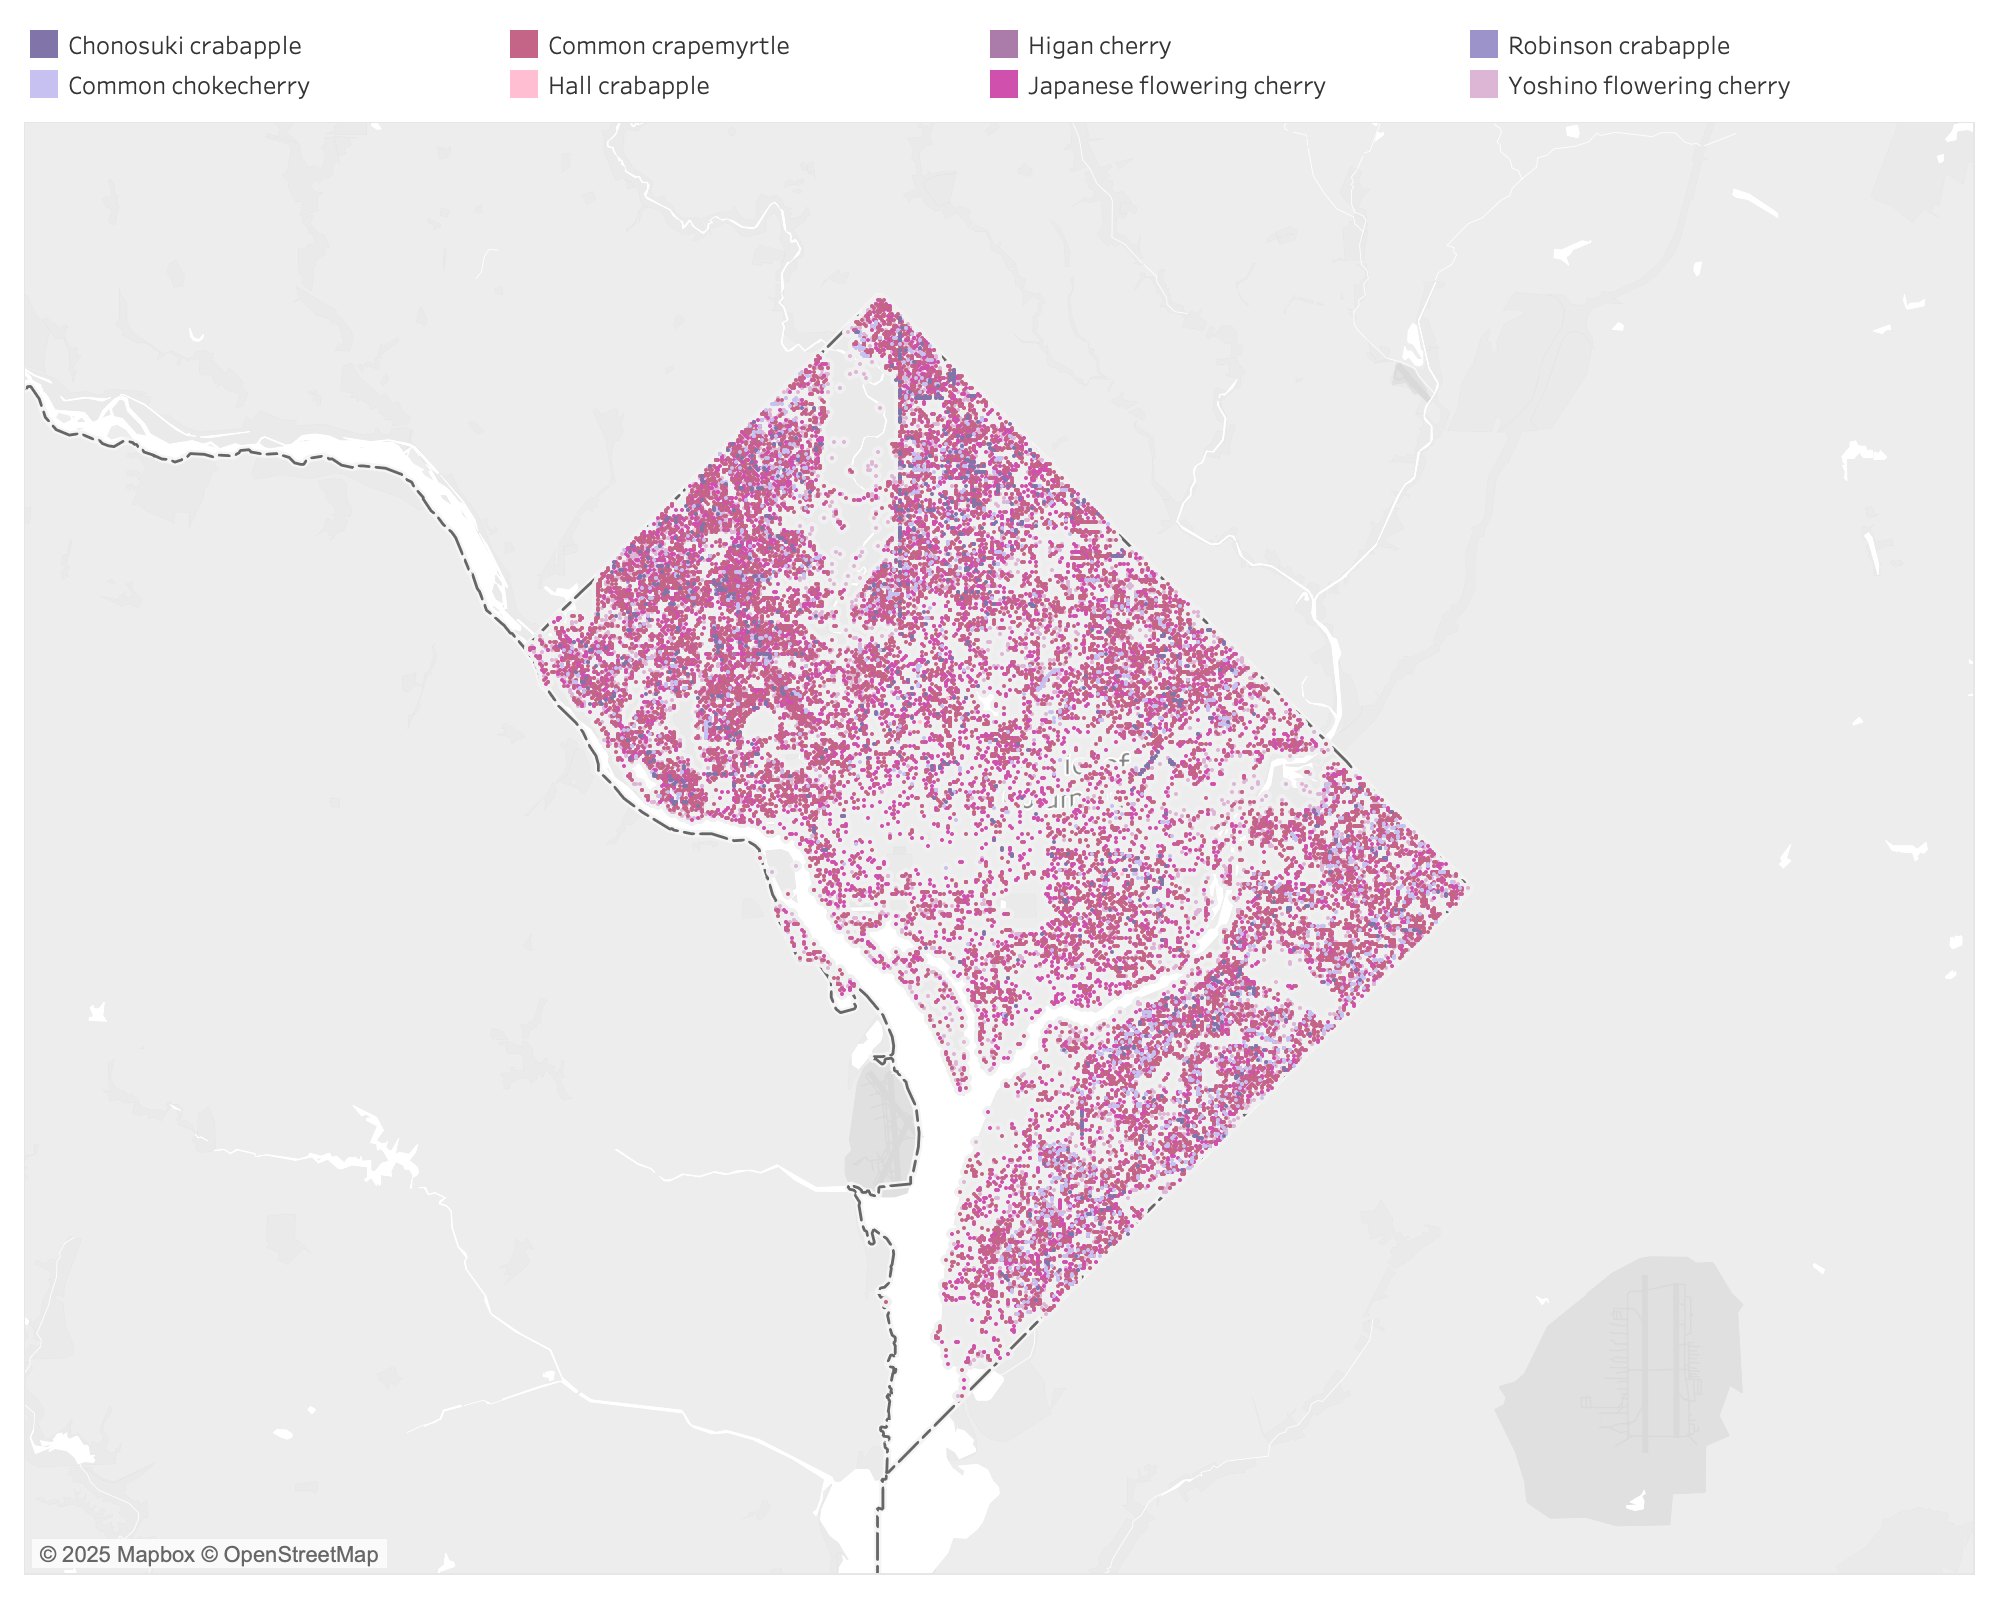 Chonosuki crabapple
Common crapemyrtle
Higan cherry
Robinson crabapple
Common chokecherry
Hall crabapple
Japanese flowering cherry
Yoshino flowering cherry
© 2025 Mapbox © OpenStreetMap